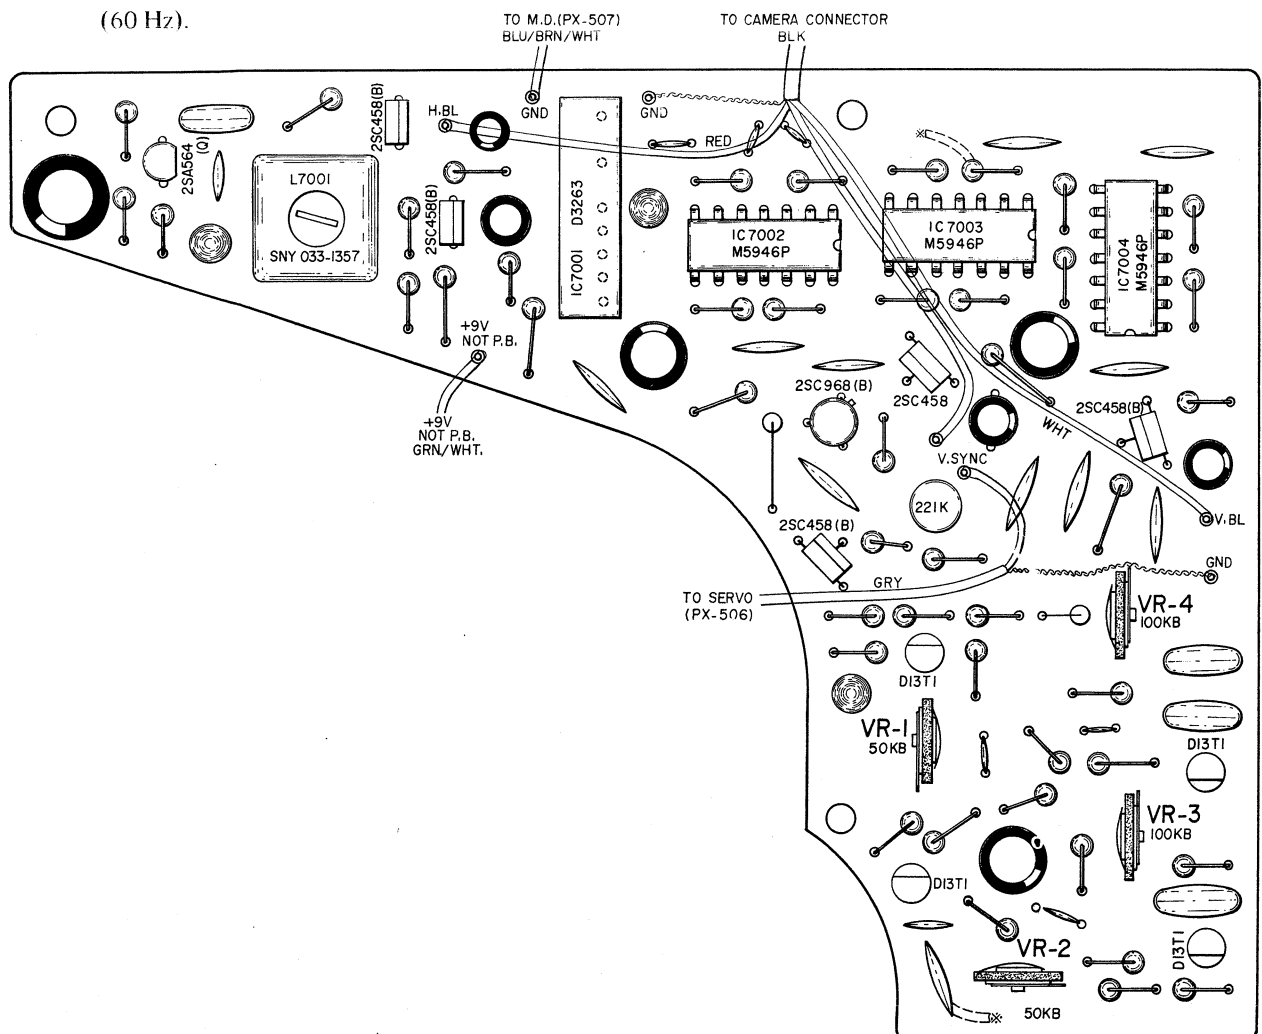 (60 Hz).
TO M.D.(PX-507)
BLU/BRN/WHT
TO CAMERA CONNECTOR
BLK
2SC458(B)
H.BL
GND
GND
RED
2SA564
(Q)
L7001
SNY 033-1357
2SC458(B)
IC7001 D3263
IC7002
M5946P
IC7003
M5946P
IC7004
M5946P
+9V
NOT P.B.
+9V
NOT P.B.
GRN/WHT.
2SC968(B)
2SC458
2SC458(B)
WHT
V.SYNC
221K
V.BL
2SC458(B)
GRY
GND
TO SERVO
(PX-506)
VR-4
100KB
D13T1
VR-1
50KB
D13T1
VR-3
100KB
D13T1
VR-2
D13T1
50KB